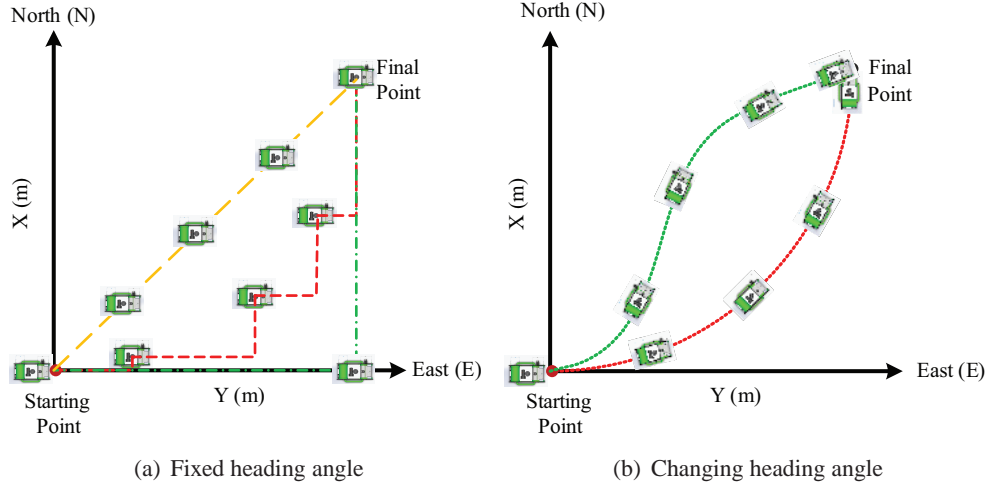 North (N)
Final
Point
X (m)
East (E)
Y (m)
Starting
Point
(a) Fixed heading angle
North (N)
Final
Point
X (m)
East (E)
Y (m)
Starting
Point
(b) Changing heading angle